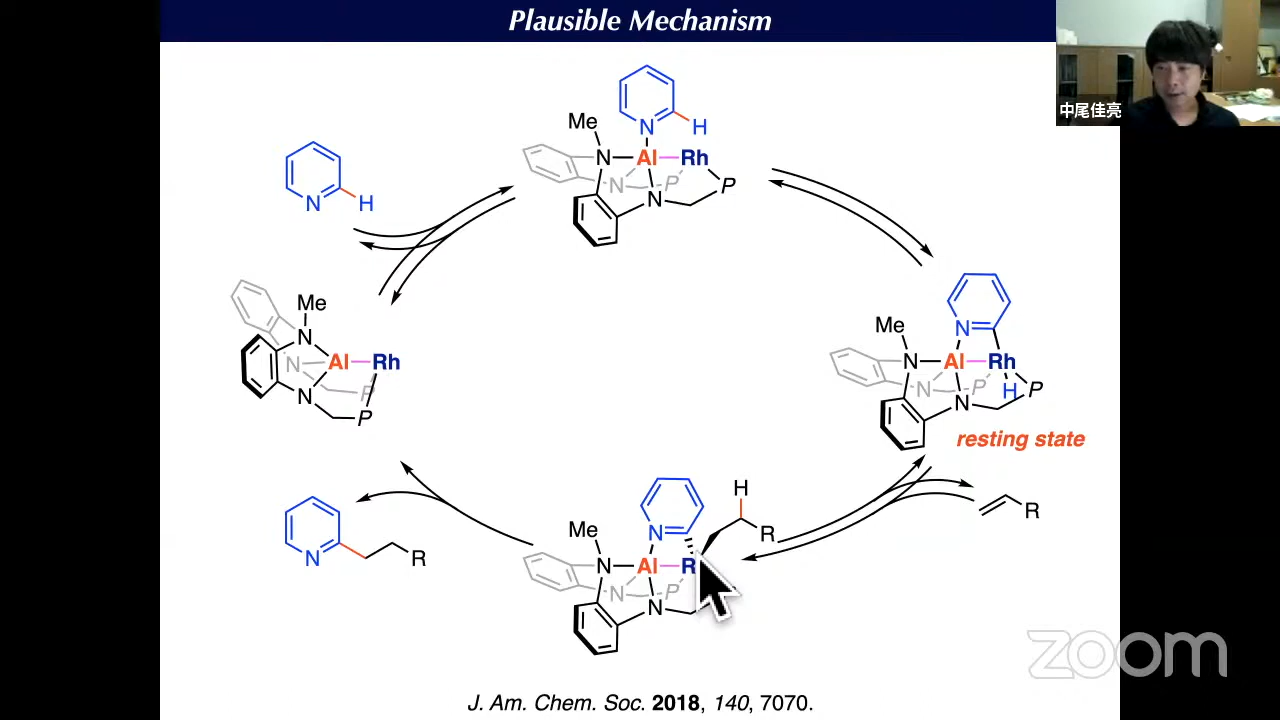 Plausible Mechanism
中尾佳亮
Me
N
H
N
Al
Rh
N
P
N
P
N
H
Me
N
Al
Rh
N
P
N
P
N
Me
N
Al
Rh
N
P
H
P
N
resting state
H
Me
N
R
N
Al
R
N
P
N
R
N
R
zoom
J. Am. Chem. Soc. 2018, 140, 7070.